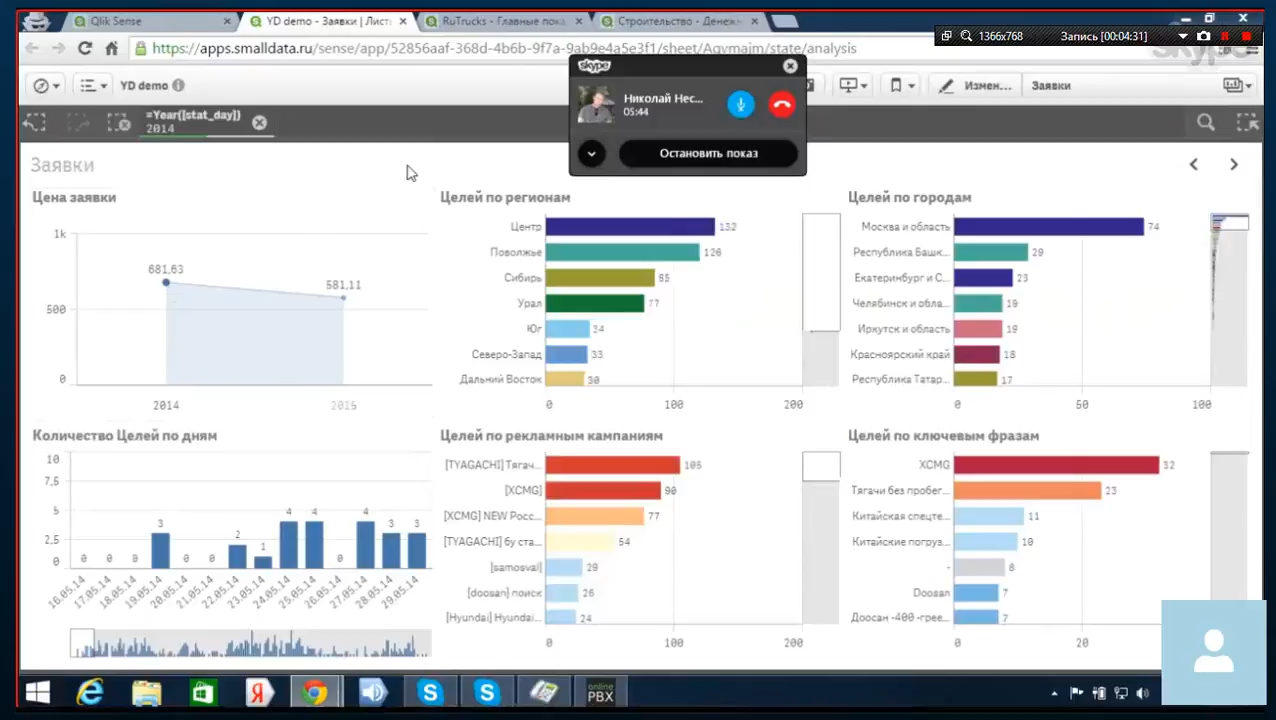 Qlik Sense
YD demo - Заявки | Листы
RuTrucks - Главные пока
Строительство - Денежн
1366x768
Запись [00:04:31]
https://apps.smalldata.ru/sense/app/52856aaf-368d-4b6b-9f7a-9ab9e4a5e3f1/sheet/Aqymajm/state/analysis
skype
Николай Нес...
05:44
Остановить показ
YD demo
Измен...
Заявки
=Year([stat_day])
2014
Заявки
Цена заявки
1k
681,63
581,11
500
0
2014
2015
Целей по регионам
Центр 132
Поволжье 120
Сибирь 85
Урал 77
Юг 34
Северо-Запад 33
Дальний Восток 30
0 100 200
Целей по городам
Москва и область 74
Республика Башк... 29
Екатеринбург и С... 23
Челябинск и обла... 19
Иркутск и область 19
Красноярский край 18
Республика Татар... 17
0 50 100
Количество Целей по дням
10
7,5
5
2,5
0
0 0 0 3 0 0 2 1 4 4 0 4 3 3
16.05.14
17.05.14
18.05.14
19.05.14
20.05.14
21.05.14
22.05.14
23.05.14
24.05.14
25.05.14
26.05.14
27.05.14
28.05.14
29.05.14
Целей по рекламным кампаниям
[TYAGACHI] Тягач... 105
[XCMG] 90
[XCMG] NEW Росс... 77
[TYAGACHI] бу ста... 54
[samosval] 29
[doosan] поиск 26
[Hyundai] Hyundai... 24
0 100 200
Целей по ключевым фразам
XCMG 32
Тягачи без пробег... 23
Китайская спецте... 11
Китайские погруз... 10
- 8
Doosan 7
Доосан -400 -грее... 7
0 20
online
PBX